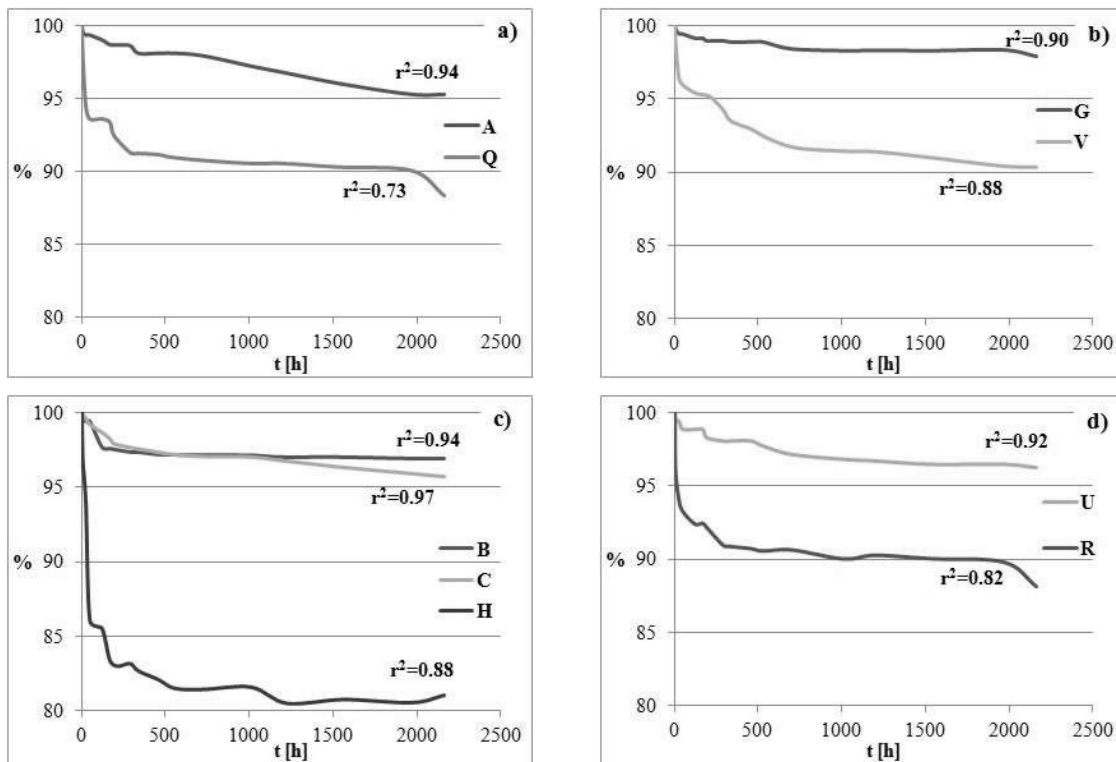 100
a)
r²=0.94
95
A
Q
% 90
r²=0.73
85
80
0 500 1000 1500 2000 2500
t [h]
100
b)
r²=0.90
95
G
V
% 90
r²=0.88
85
80
0 500 1000 1500 2000 2500
t [h]
100
c)
r²=0.94
95
r²=0.97
B
% 90
C
H
85
r²=0.88
80
0 500 1000 1500 2000 2500
t [h]
100
d)
r²=0.92
95
U
% 90
R
r²=0.82
85
80
0 500 1000 1500 2000 2500
t [h]